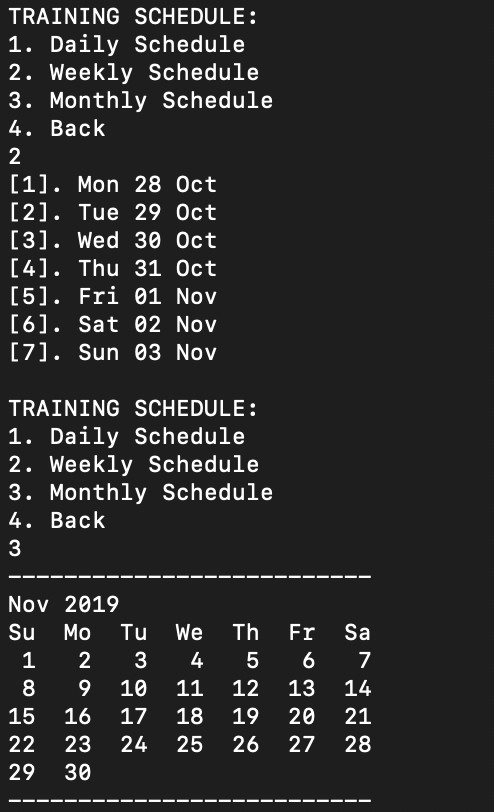 TRAINING SCHEDULE:
1. Daily Schedule
2. Weekly Schedule
3. Monthly Schedule
4. Back
2
[1]. Mon 28 Oct
[2]. Tue 29 Oct
[3]. Wed 30 Oct
[4]. Thu 31 Oct
[5]. Fri 01 Nov
[6]. Sat 02 Nov
[7]. Sun 03 Nov

TRAINING SCHEDULE:
1. Daily Schedule
2. Weekly Schedule
3. Monthly Schedule
4. Back
3
--------------------------
Nov 2019
Su  Mo  Tu  We  Th  Fr  Sa
 1   2   3   4   5   6   7
 8   9  10  11  12  13  14
15  16  17  18  19  20  21
22  23  24  25  26  27  28
29  30
--------------------------